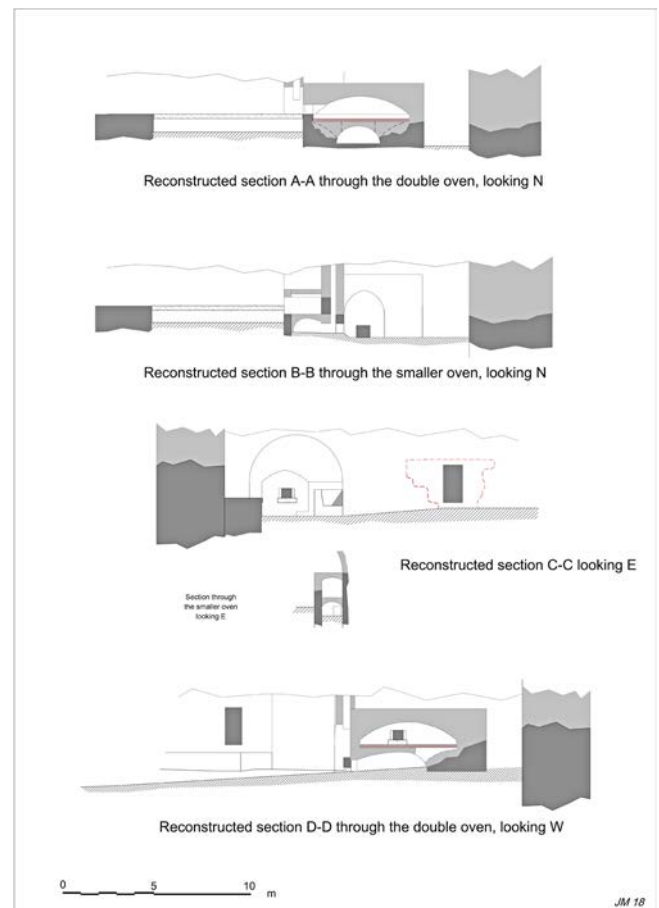 Reconstructed section A-A through the double oven, looking N
Reconstructed section B-B through the smaller oven, looking N
Reconstructed section C-C looking E
Section through
the smaller oven
looking E
Reconstructed section D-D through the double oven, looking W
0 5 10
m
JM 18